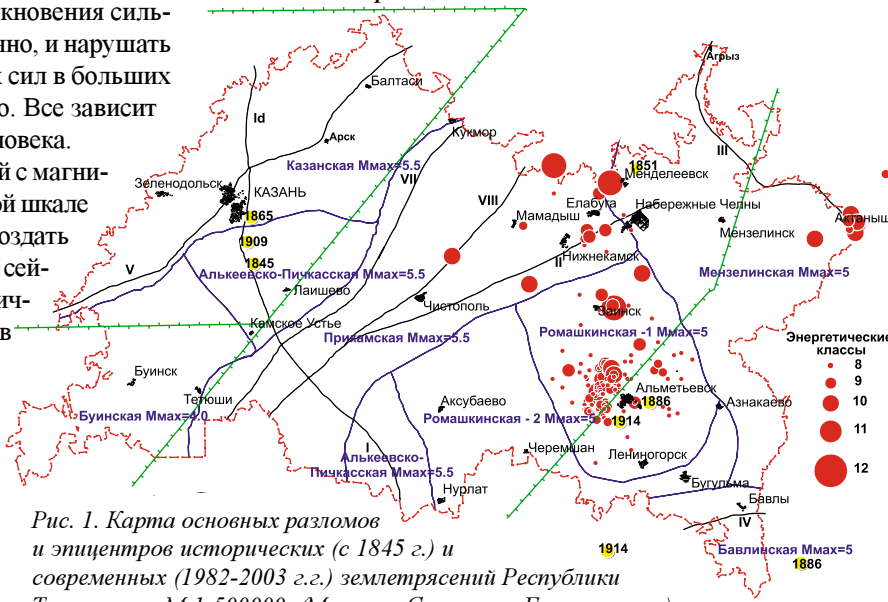 кновения силь-
нно, и нарушать
х сил в больших
о. Все зависит
ловека.
й с магни-
ой шкале
оздать
сей-
ич-
в
Агрыз
Балтаси
Id
Арск
Кукмор
III
Казанская Ммах=5.5
VII
1851
Менделеевск
Зеленодольск
КАЗАНЬ
VIII
Елабуга
Набережные Челны
1865
Мамадыш
Актаныш
Мензелинск
1909
II
Нижнекамск
1845
V
Алькеевско-Пичкасская Ммах=5.5
Мензелинская Ммах=5
Лаишево
Чистополь
Заинск
Камское Устье
Прикамская Ммах=5.5
Ромашкинская -1 Ммах=5
Энергетические
классы
8
9
10
11
12
Буинск
Тетюши
Альметьевск
Аксубаево
1886
Азнакаево
Буинская Ммах=4.0
Ромашкинская - 2 Ммах=5
1914
I
Черемшан
Алькеевско-
Пичкасская Ммах=5.5
Лениногорск
Бугульма
Нурлат
Бавлы
IV
1914
Бавлинская Ммах=5
1886
Рис. 1. Карта основных разломов
и эпицентров исторических (с 1845 г.) и
современных (1982-2003 г.г.) землетрясений Республики